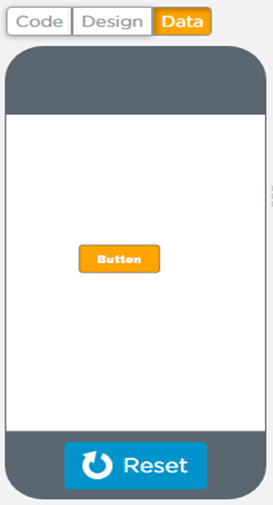 Code Design Data
Button
Reset